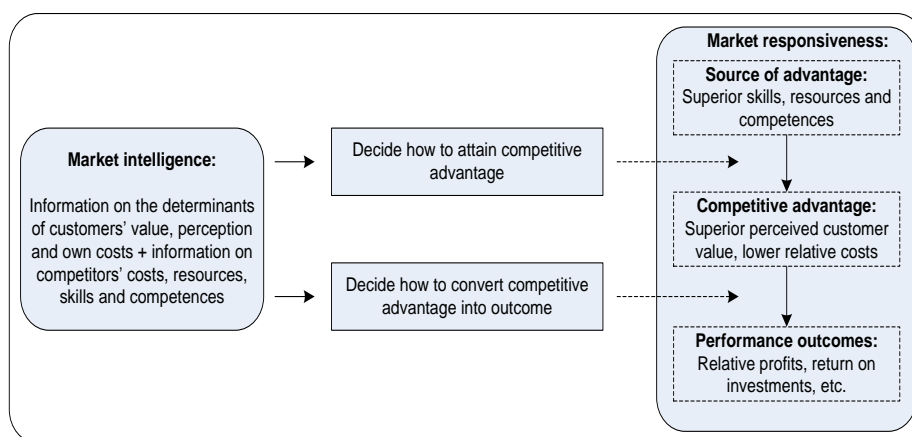 Market intelligence:
Information on the determinants
of customers' value, perception
and own costs + information on
competitors' costs, resources,
skills and competences
Decide how to attain competitive
advantage
Decide how to convert competitive
advantage into outcome
Market responsiveness:
Source of advantage:
Superior skills, resources and
competences
Competitive advantage:
Superior perceived customer
value, lower relative costs
Performance outcomes:
Relative profits, return on
investments, etc.